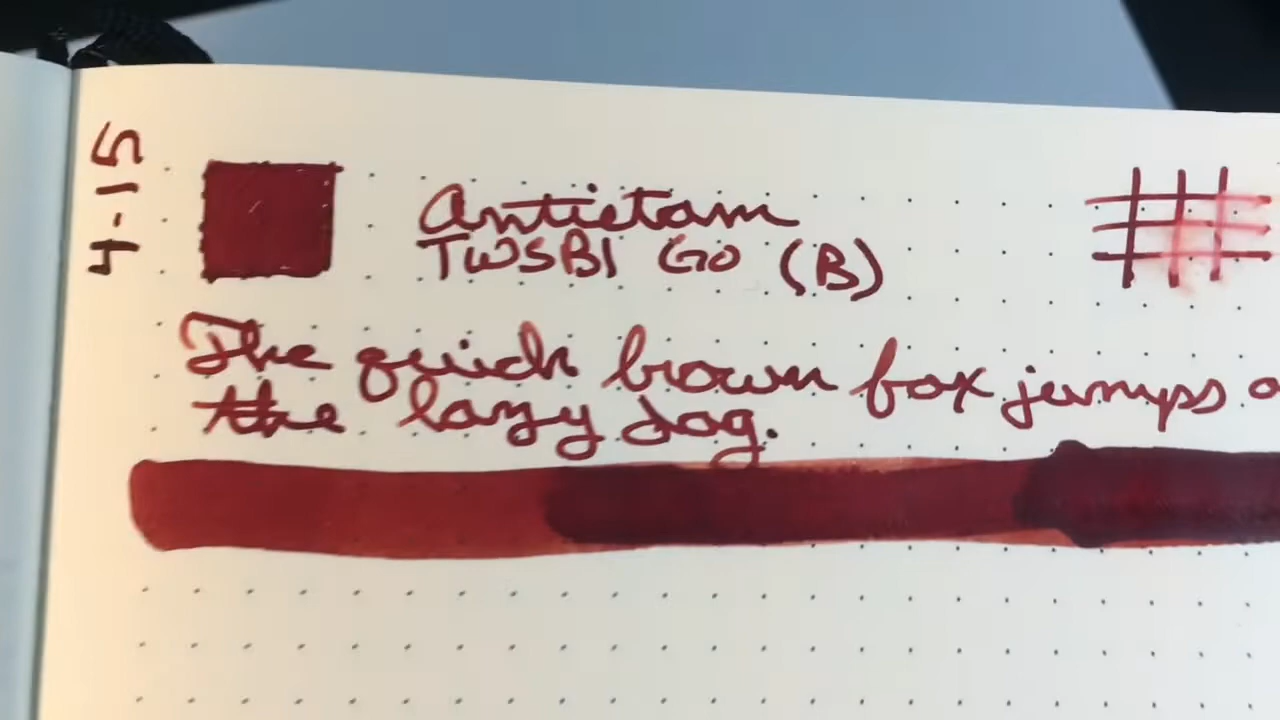 4-15
Antietam
TWSBI Go (B)
The quick brown fox jumps o
the lazy dog.